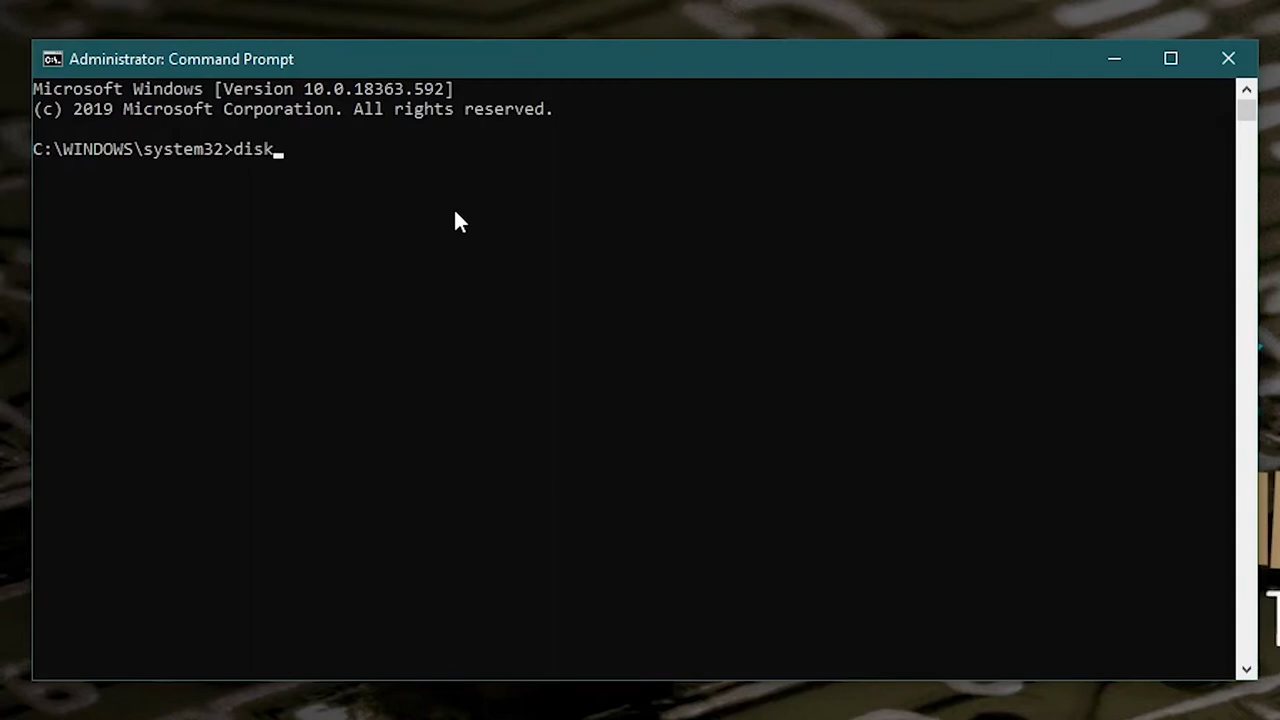 Administrator: Command Prompt
Microsoft Windows [Version 10.0.18363.592]
(c) 2019 Microsoft Corporation. All rights reserved.
C:\WINDOWS\system32>disk